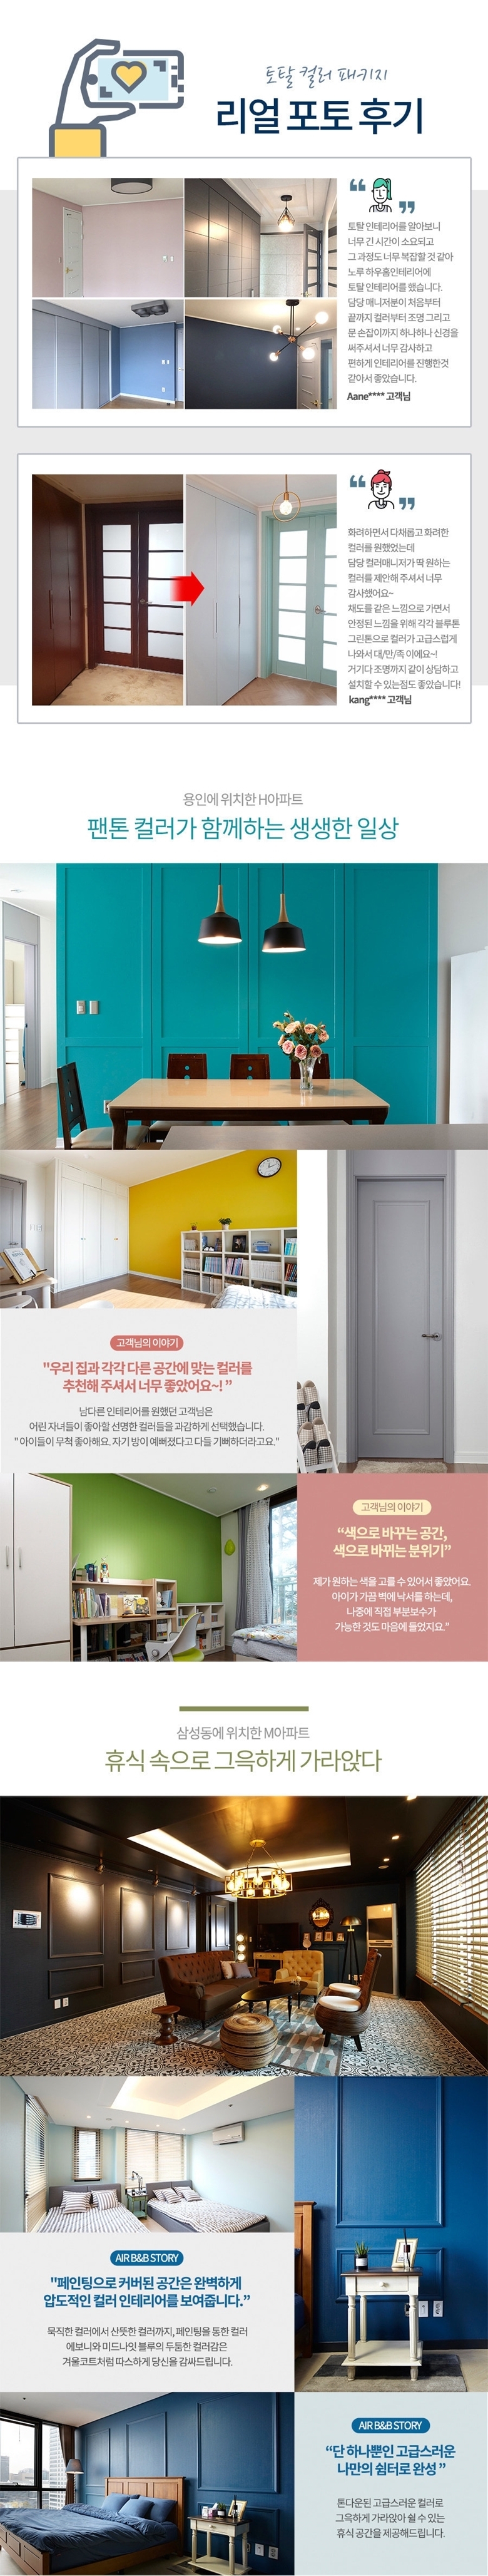 토탈 컬러 패키지
리얼 포토 후기
토탈 인테리어를 알아보니
너무 긴 시간이 소요되고
그 과정도 너무 복잡할 것 같아
노루 하우홈인테리어에
토탈 인테리어를 했습니다.
담당 매니저분이 처음부터
끝까지 컬러부터 조명 그리고
문 손잡이까지 하나하나 신경을
써주셔서 너무 감사하고
편하게 인테리어를 진행한것
같아서 좋았습니다.
Aane**** 고객님
화려하면서 다채롭고 화려한
컬러를 원했었는데
담당 컬러매니저가 딱 원하는
컬러를 제안해 주셔서 너무
감사했어요~
채도를 같은 느낌으로 가면서
안정된 느낌을 위해 각각 블루톤
그린톤으로 컬러가 고급스럽게
나와서 대/만/족 이에요~!
거기다 조명까지 같이 상담하고
설치할 수 있는점도 좋았습니다!
kang**** 고객님
용인에 위치한 H아파트
팬톤 컬러가 함께하는 생생한 일상
고객님의 이야기
"우리 집과 각각 다른 공간에 맞는 컬러를
추천해 주셔서 너무 좋았어요~! ”
남다른 인테리어를 원했던 고객님은
어린 자녀들이 좋아할 선명한 컬러들을 과감하게 선택했습니다.
" 아이들이 무척 좋아해요. 자기 방이 예뻐졌다고 다들 기뻐하더라고요."
고객님의 이야기
“색으로 바꾸는 공간,
색으로 바뀌는 분위기”
제가 원하는 색을 고를 수 있어서 좋았어요.
아이가 가끔 벽에 낙서를 하는데,
나중에 직접 부분보수가
가능한 것도 마음에 들었지요."
삼성동에 위치한 M아파트
휴식 속으로 그윽하게 가라앉다
AIR B&B STORY
"페인팅으로 커버된 공간은 완벽하게
압도적인 컬러 인테리어를 보여줍니다.”
묵직한 컬러에서 산뜻한 컬러까지, 페인팅을 통한 컬러
에보니와 미드나잇 블루의 두툼한 컬러감은
겨울코트처럼 따스하게 당신을 감싸드립니다.
AIR B&B STORY
“단 하나뿐인 고급스러운
나만의 쉼터로 완성 ”
톤다운된 고급스러운 컬러로
그윽하게 가라앉아 쉴 수 있는
휴식 공간을 제공해드립니다.